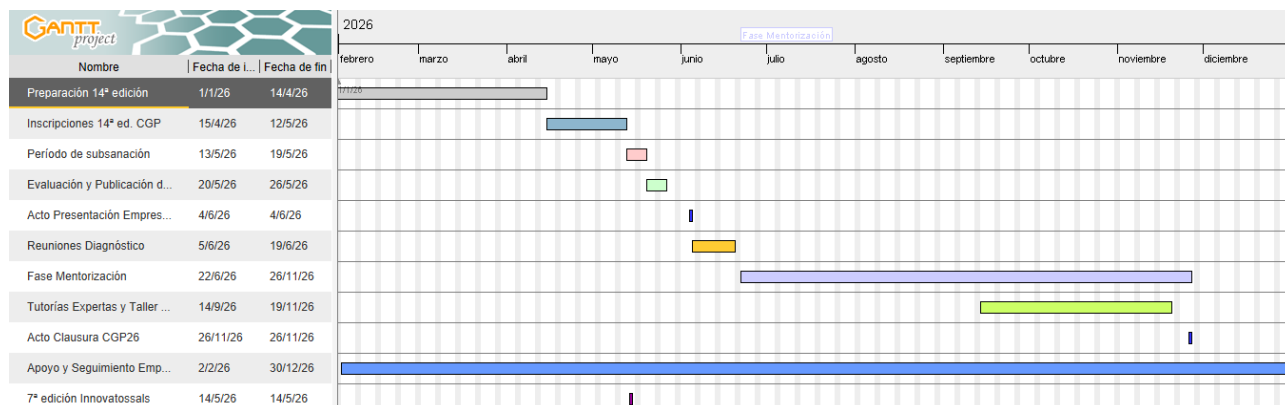 GANTT
project
2026
Fase Mentorización
Nombre Fecha de i... Fecha de fin
febrero marzo abril mayo junio julio agosto septiembre octubre noviembre diciembre
Preparación 14ª edición 1/1/26 14/4/26 1/1/26
Inscripciones 14ª ed. CGP 15/4/26 12/5/26
Período de subsanación 13/5/26 19/5/26
Evaluación y Publicación d... 20/5/26 26/5/26
Acto Presentación Empres... 4/6/26 4/6/26
Reuniones Diagnóstico 5/6/26 19/6/26
Fase Mentorización 22/6/26 26/11/26
Tutorías Expertas y Taller ... 14/9/26 19/11/26
Acto Clausura CGP26 26/11/26 26/11/26
Apoyo y Seguimiento Emp... 2/2/26 30/12/26
7ª edición Innovatossals 14/5/26 14/5/26